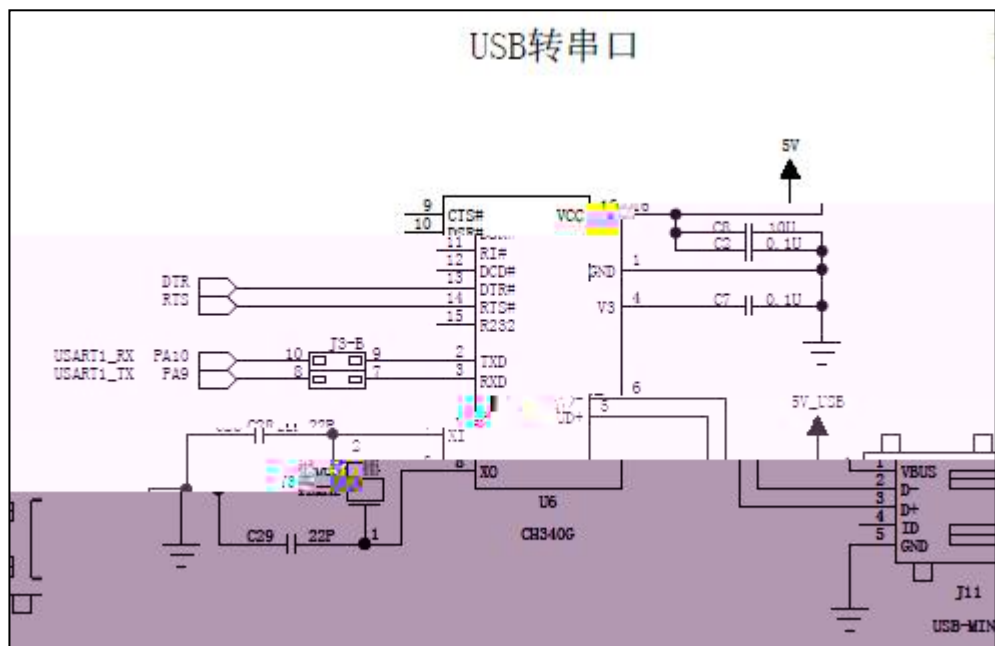 USB转串口
5V
9 CTS# VCC
10
C8 10U
11 RI# C2 0.1U
12 DCD# GND 1
DTR 13 DTR#
RTS 14 RTS# V3 4 C7 0.1U
15 R232
J3-B
USART1_RX PA10 10 9 2 TXD
USART1_TX PA9 8 7 3 RXD
6
UD+ 5 5V_USB
22P XI
2
8 XO 1 VBUS
2 D-
U6 3 D+
4 ID
C29 22P 1 CH340G 5 GND
J11
USB-MIN